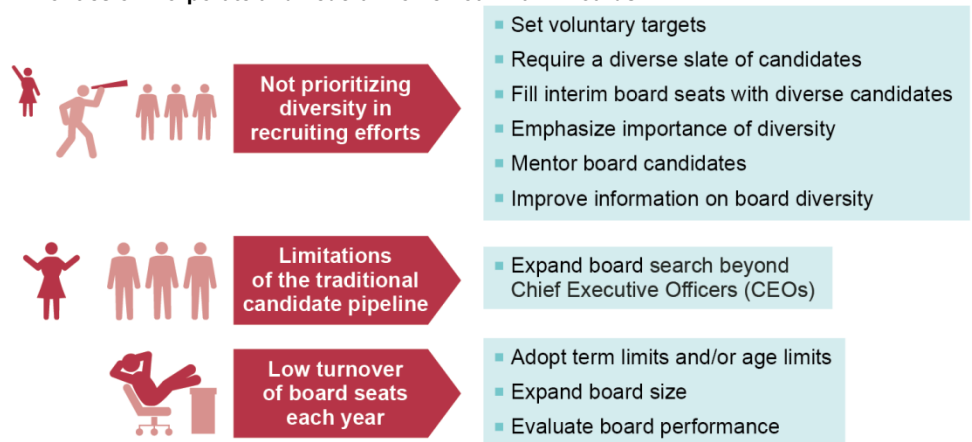 Not prioritizing
diversity in
recruiting efforts
Set voluntary targets
Require a diverse slate of candidates
Fill interim board seats with diverse candidates
Emphasize importance of diversity
Mentor board candidates
Improve information on board diversity
Limitations
of the traditional
candidate pipeline
Expand board search beyond
Chief Executive Officers (CEOs)
Low turnover
of board seats
each year
Adopt term limits and/or age limits
Expand board size
Evaluate board performance